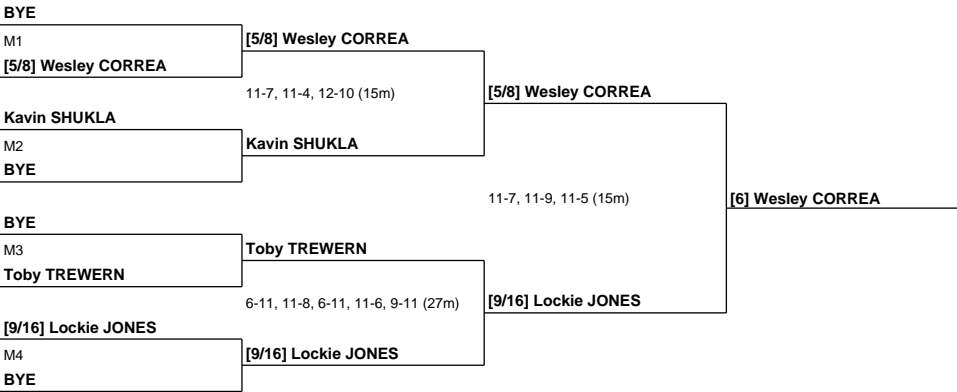 BYE
M1
[5/8] Wesley CORREA
Kavin SHUKLA
M2
BYE
BYE
M3
Toby TREWERN
[9/16] Lockie JONES
M4
BYE
[5/8] Wesley CORREA
11-7, 11-4, 12-10 (15m)
Kavin SHUKLA
Toby TREWERN
6-11, 11-8, 6-11, 11-6, 9-11 (27m)
[9/16] Lockie JONES
[5/8] Wesley CORREA
11-7, 11-9, 11-5 (15m)
[9/16] Lockie JONES
[6] Wesley CORREA